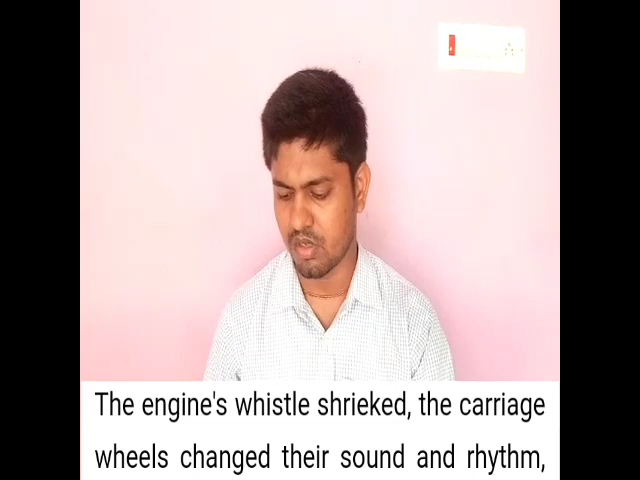 The engine's whistle shrieked, the carriage
wheels changed their sound and rhythm,